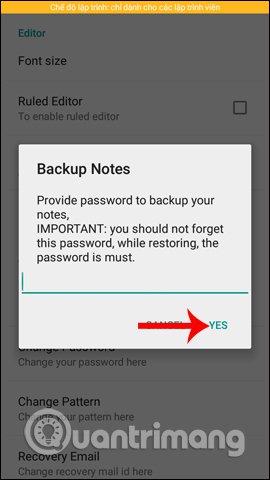 Chế độ lập trình: chỉ dành cho các lập trình viên
Editor
Font size
Ruled Editor
To enable ruled editor
Backup Notes
Provide password to backup your
notes,
IMPORTANT: you should not forget
this password, while restoring, the
password is must.
CANCEL YES
Change Password
Change your password here
Change Pattern
Change your pattern here
Quantrimang
Recovery Email
Change recovery mail id here